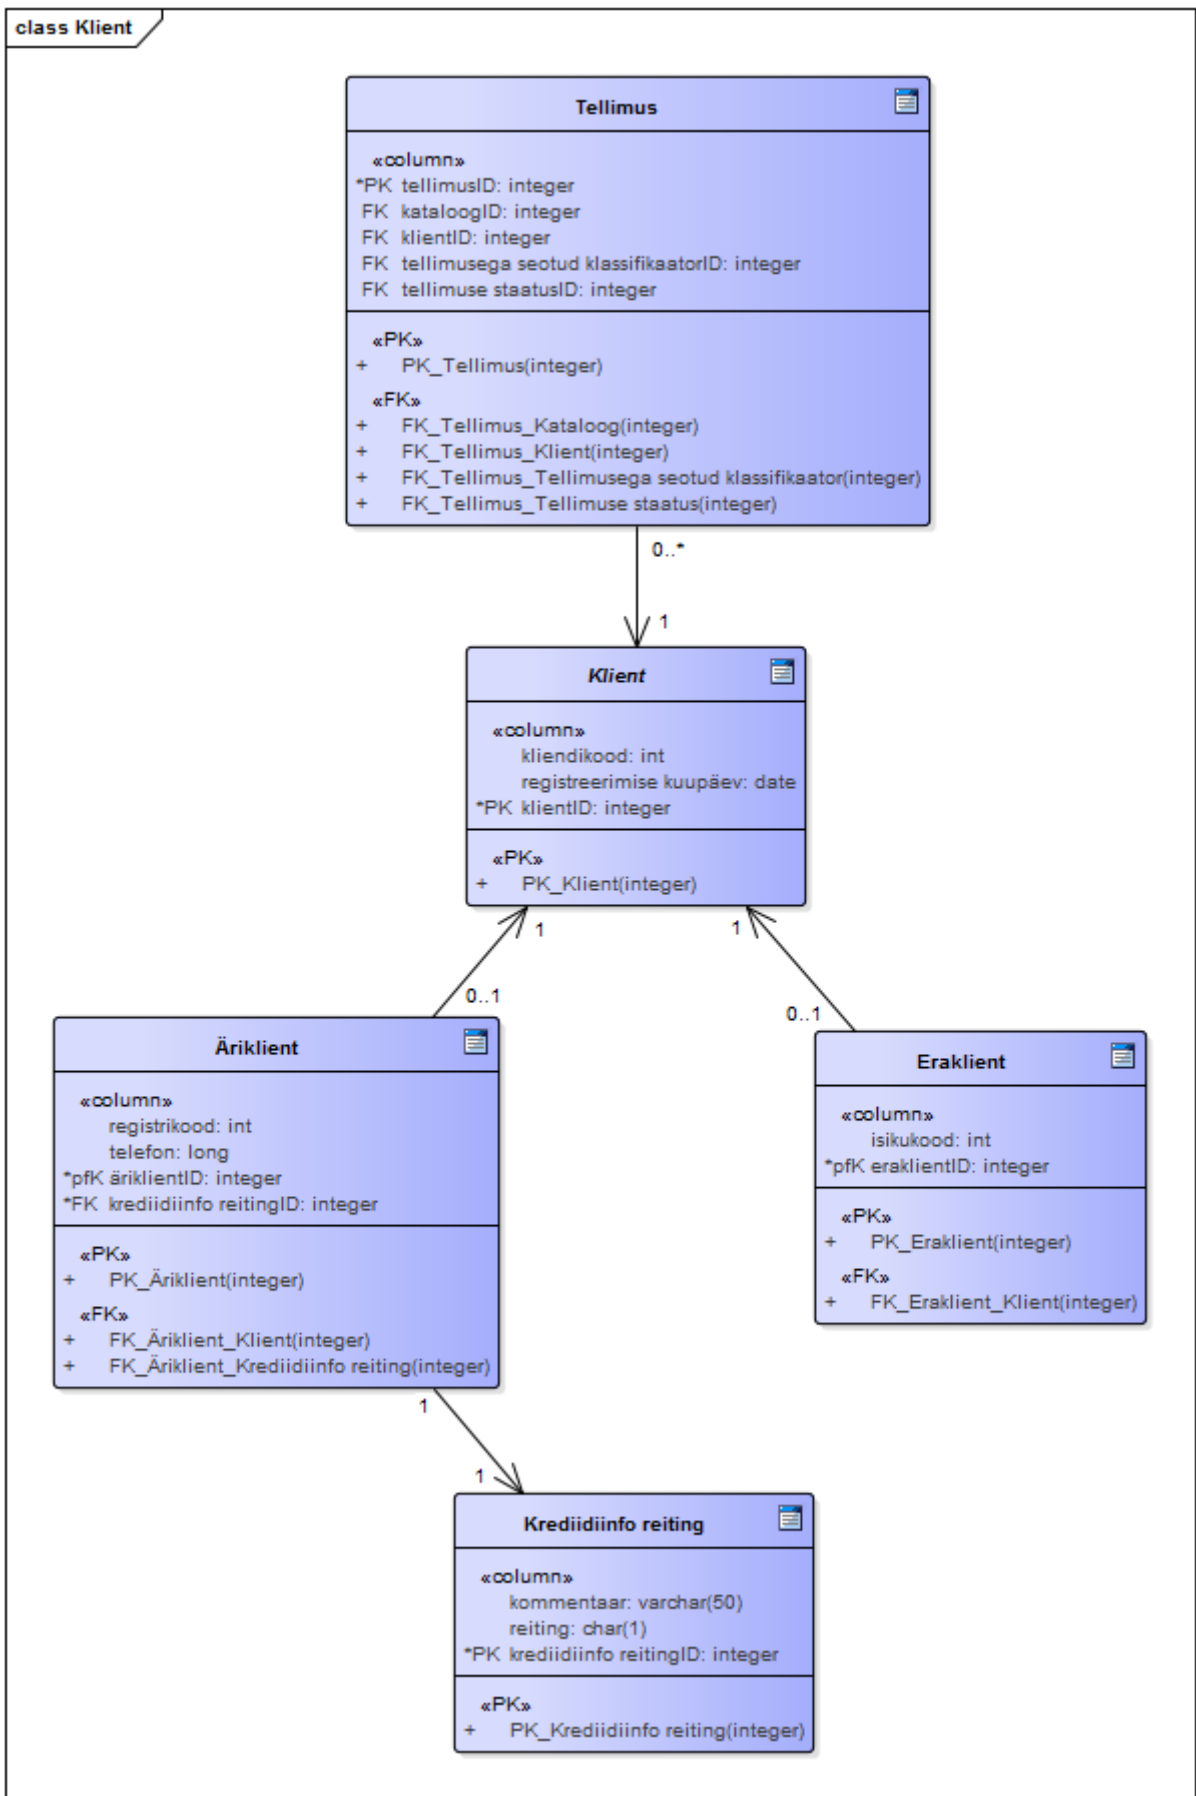 class Klient
Tellimus
«column»
*PK tellimusID: integer
FK kataloogID: integer
FK klientID: integer
FK tellimusega seotud klassifikaatorID: integer
FK tellimuse staatusID: integer
«PK»
+ PK_Tellimus(integer)
«FK»
+ FK_Tellimus_Kataloog(integer)
+ FK_Tellimus_Klient(integer)
+ FK_Tellimus_Tellimusega seotud klassifikaator(integer)
+ FK_Tellimus_Tellimuse staatus(integer)
0..*
1
Klient
«column»
kliendikood: int
registreerimise kuupäev: date
*PK klientID: integer
«PK»
+ PK_Klient(integer)
1
1
0..1
0..1
Äriklient
«column»
registrikood: int
telefon: long
*pfK äriklientID: integer
*FK krediidiinfo reitingID: integer
«PK»
+ PK_Äriklient(integer)
«FK»
+ FK_Äriklient_Klient(integer)
+ FK_Äriklient_Krediidiinfo reiting(integer)
Eraklient
«column»
isikukood: int
*pfK eraklientID: integer
«PK»
+ PK_Eraklient(integer)
«FK»
+ FK_Eraklient_Klient(integer)
1
1
Krediidiinfo reiting
«column»
kommentaar: varchar(50)
reiting: char(1)
*PK krediidiinfo reitingID: integer
«PK»
+ PK_Krediidiinfo reiting(integer)